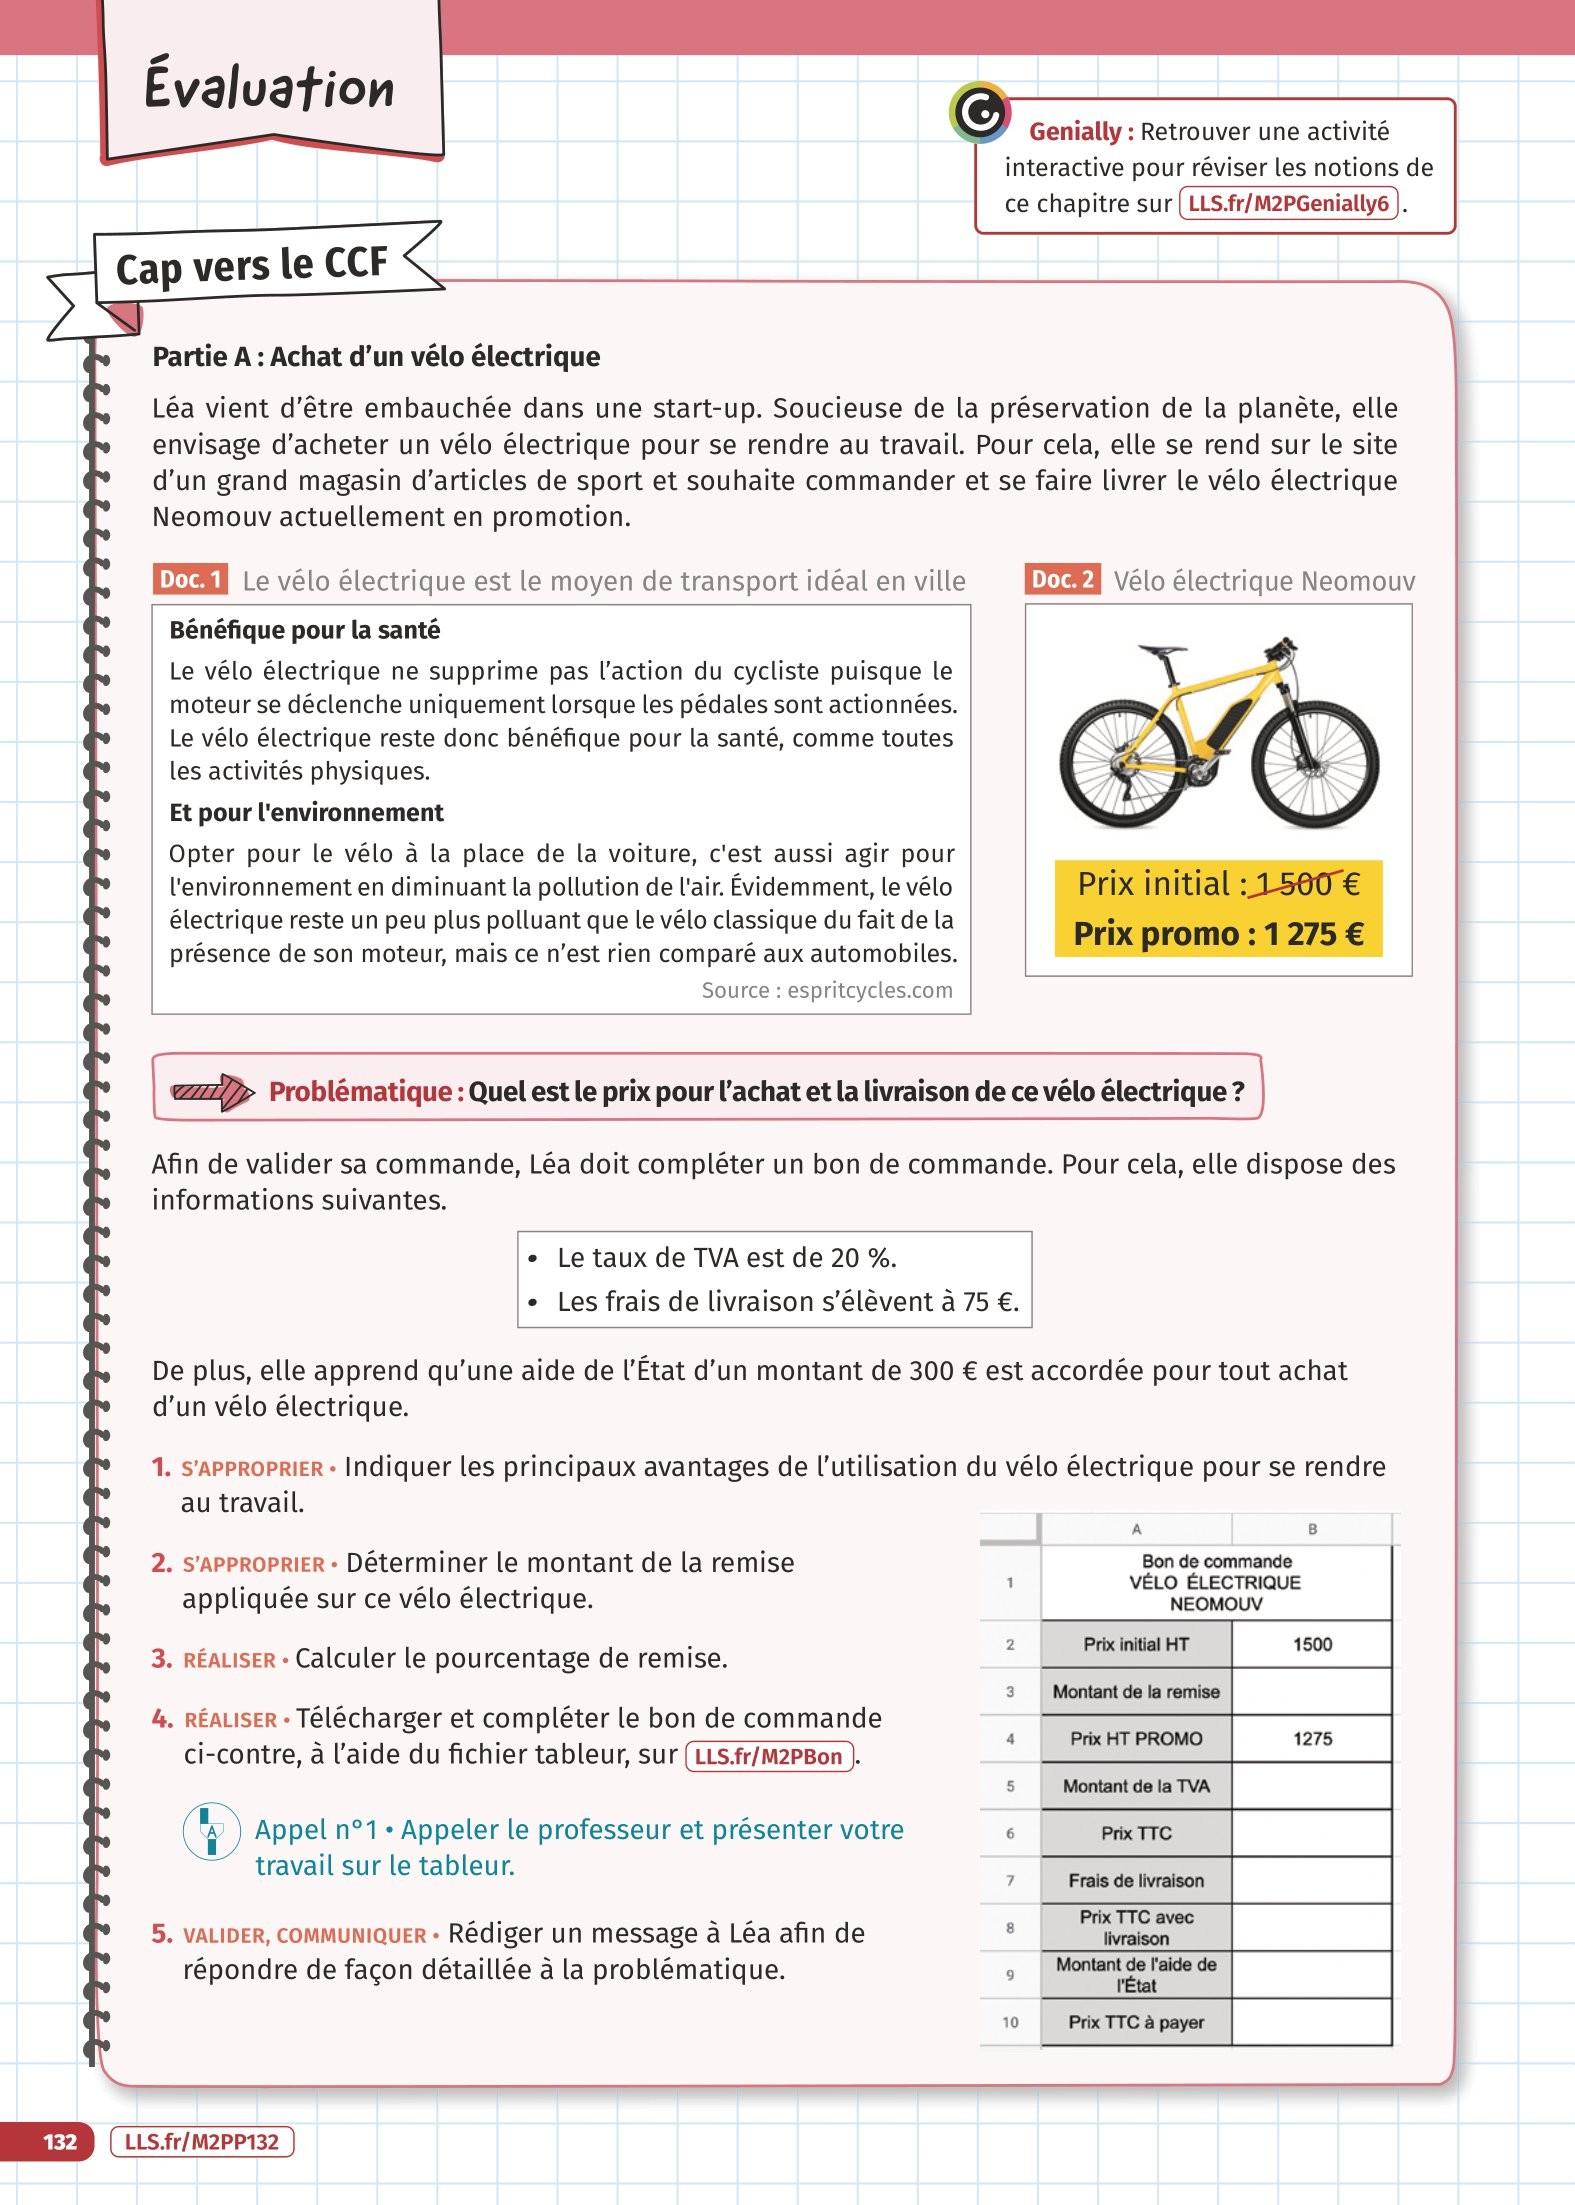 Évaluation
Genially : Retrouver une activité
interactive pour réviser les notions de
ce chapitre sur LLS.fr/M2PGenially6 .
Cap vers le CCF
Partie A : Achat d’un vélo électrique
Léa vient d’être embauchée dans une start-up. Soucieuse de la préservation de la planète, elle
envisage d’acheter un vélo électrique pour se rendre au travail. Pour cela, elle se rend sur le site
d’un grand magasin d’articles de sport et souhaite commander et se faire livrer le vélo électrique
Neomouv actuellement en promotion.
Doc. 1 Le vélo électrique est le moyen de transport idéal en ville
Bénéfique pour la santé
Le vélo électrique ne supprime pas l’action du cycliste puisque le
moteur se déclenche uniquement lorsque les pédales sont actionnées.
Le vélo électrique reste donc bénéfique pour la santé, comme toutes
les activités physiques.
Et pour l'environnement
Opter pour le vélo à la place de la voiture, c'est aussi agir pour
l'environnement en diminuant la pollution de l'air. Évidemment, le vélo
électrique reste un peu plus polluant que le vélo classique du fait de la
présence de son moteur, mais ce n’est rien comparé aux automobiles.
Source : espritcycles.com
Doc. 2 Vélo électrique Neomouv
Prix initial : 1 500 €
Prix promo : 1 275 €
Problématique : Quel est le prix pour l’achat et la livraison de ce vélo électrique ?
Afin de valider sa commande, Léa doit compléter un bon de commande. Pour cela, elle dispose des
informations suivantes.
• Le taux de TVA est de 20 %.
• Les frais de livraison s’élèvent à 75 €.
De plus, elle apprend qu’une aide de l’État d’un montant de 300 € est accordée pour tout achat
d’un vélo électrique.
1. S’APPROPRIER • Indiquer les principaux avantages de l’utilisation du vélo électrique pour se rendre
au travail.
2. S’APPROPRIER • Déterminer le montant de la remise
appliquée sur ce vélo électrique.
3. RÉALISER • Calculer le pourcentage de remise.
4. RÉALISER • Télécharger et compléter le bon de commande
ci-contre, à l’aide du fichier tableur, sur LLS.fr/M2PBon .
A
Appel n°1 • Appeler le professeur et présenter votre
travail sur le tableur.
5. VALIDER, COMMUNIQUER • Rédiger un message à Léa afin de
répondre de façon détaillée à la problématique.
A B
1 Bon de commande
VÉLO ÉLECTRIQUE
NEOMOUV
2 Prix initial HT 1500
3 Montant de la remise
4 Prix HT PROMO 1275
5 Montant de la TVA
6 Prix TTC
7 Frais de livraison
8 Prix TTC avec
livraison
9 Montant de l'aide de
l'État
10 Prix TTC à payer
132 LLS.fr/M2PP132